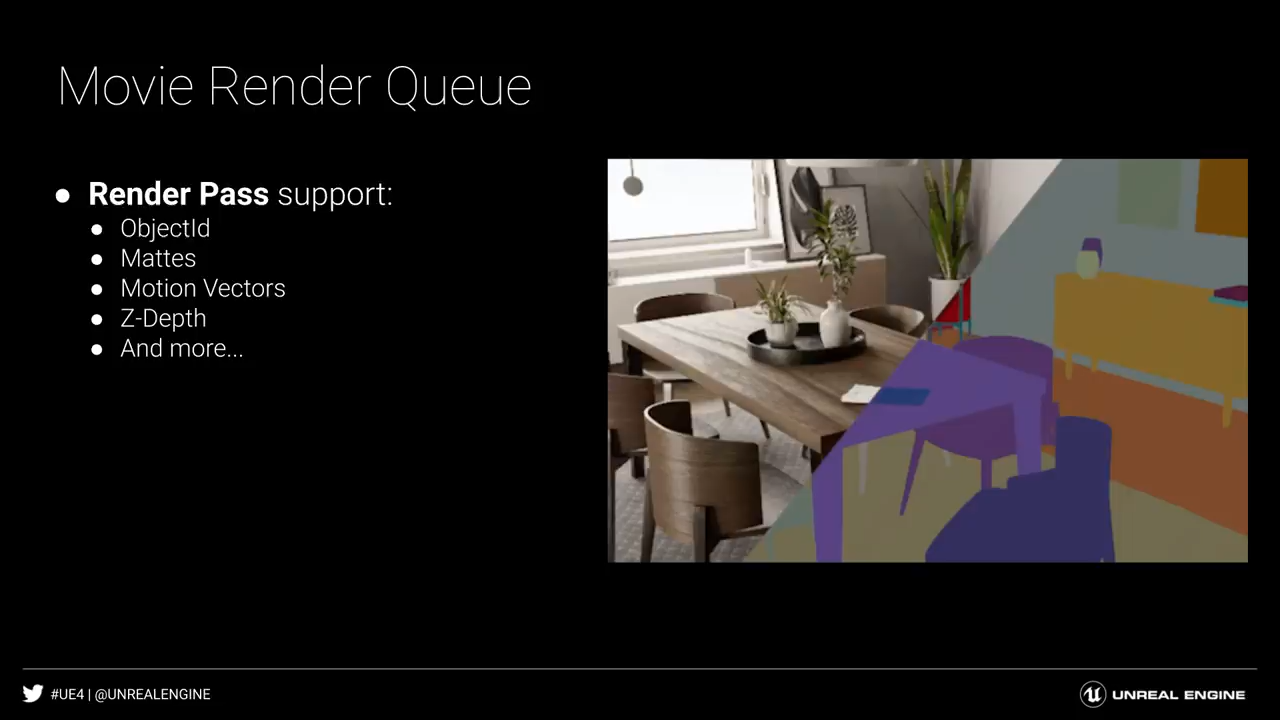 Movie Render Queue
● Render Pass support:
● ObjectId
● Mattes
● Motion Vectors
● Z-Depth
● And more...
#UE4 | @UNREALENGINE
UNREAL ENGINE